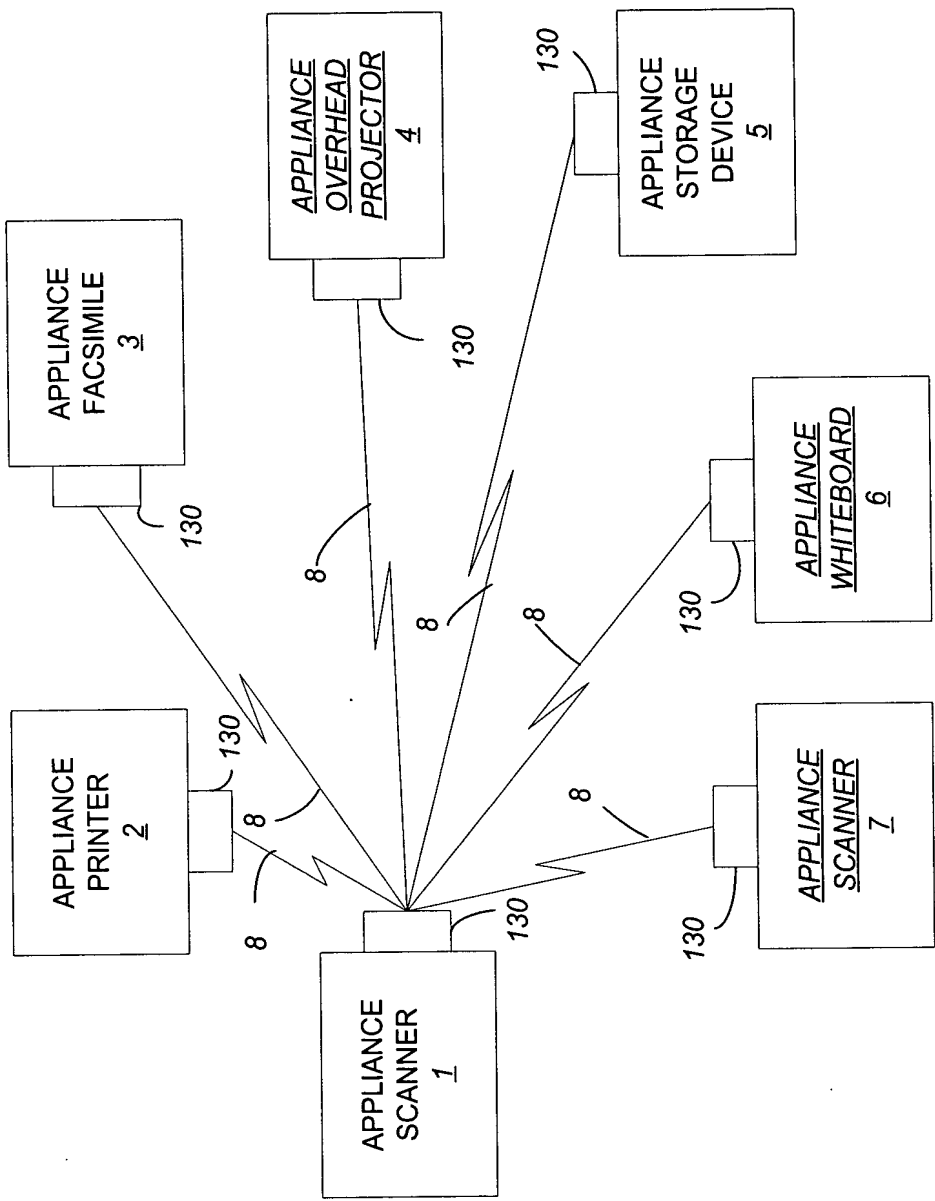 APPLIANCE
PRINTER
2
130
8
APPLIANCE
FACSIMILE
3
130
8
APPLIANCE
SCANNER
1
130
8
APPLIANCE
OVERHEAD
PROJECTOR
4
130
8
8
130
APPLIANCE
STORAGE
DEVICE
5
8
8
130
APPLIANCE
SCANNER
7
130
APPLIANCE
WHITEBOARD
6